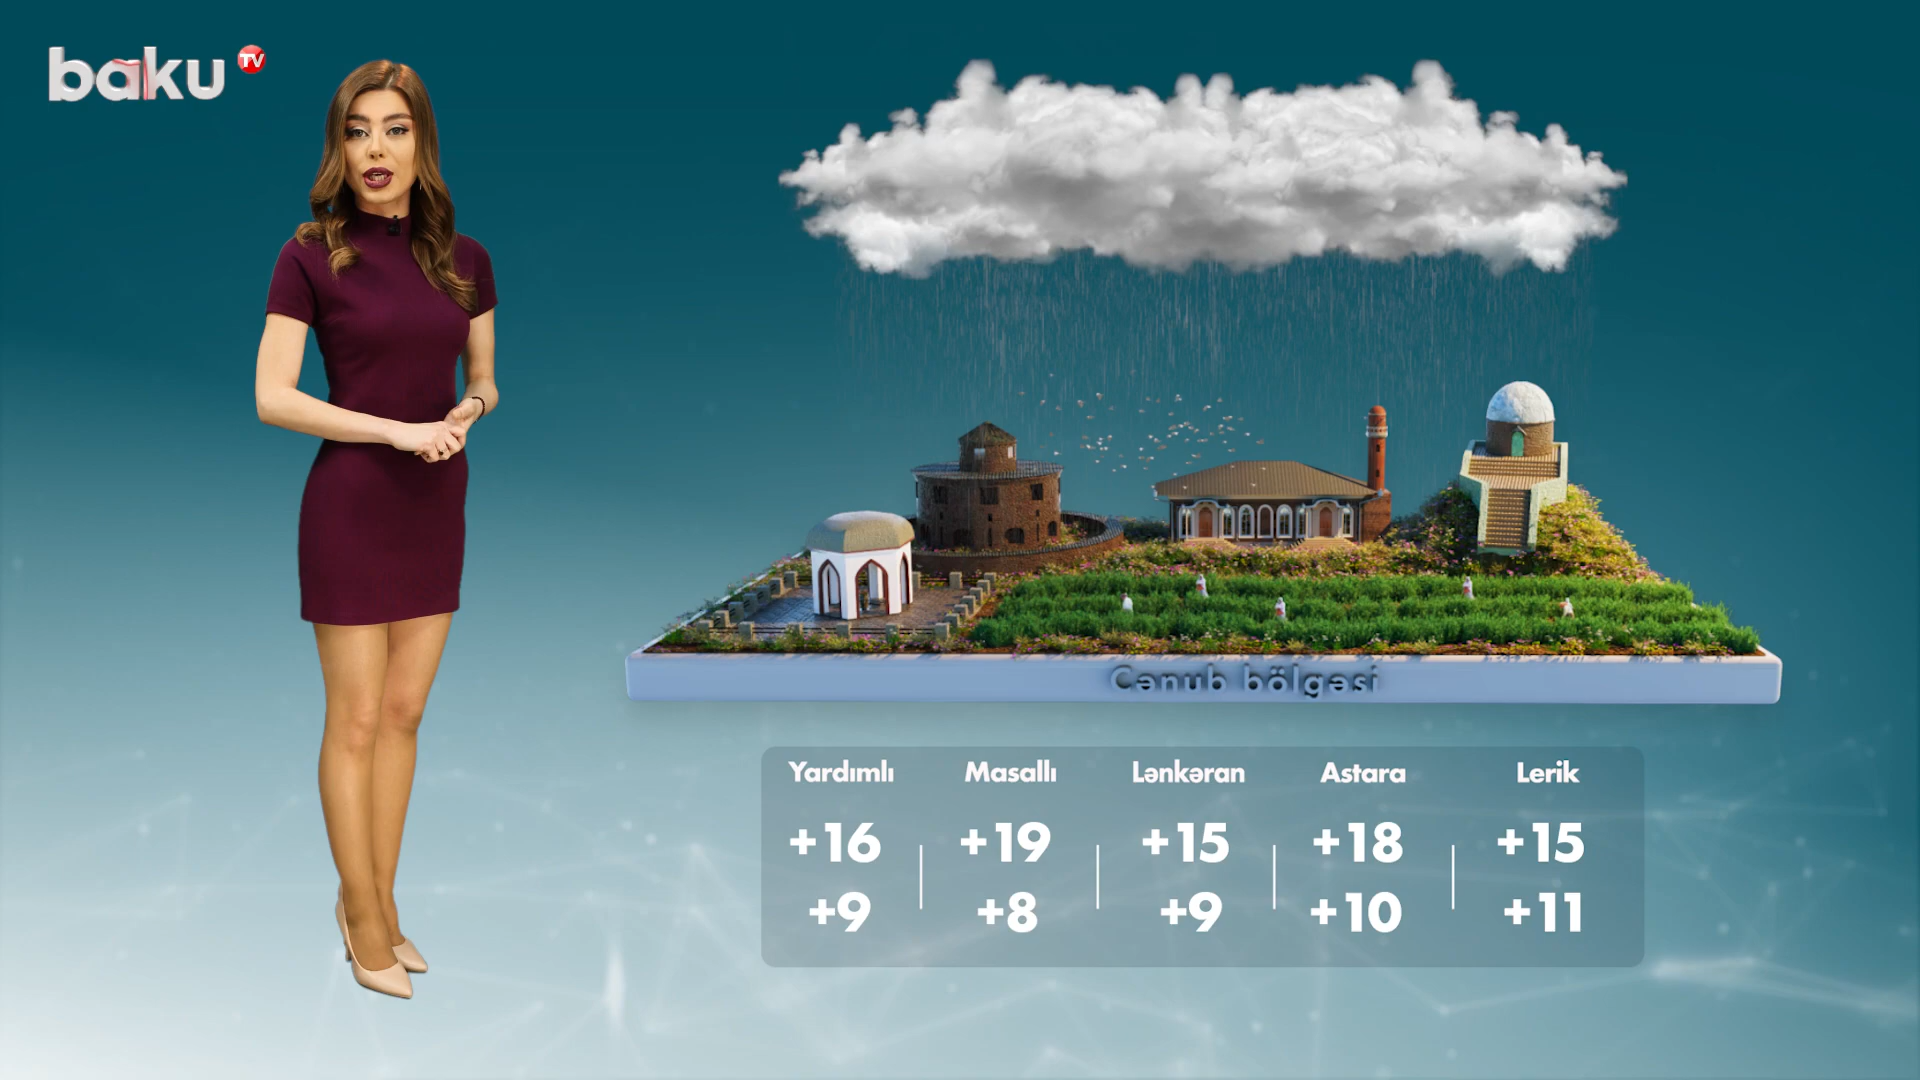 baku TV
Cənub bölgəsi
Yardımlı Masallı Lənkəran Astara Lerik
+16 +19 +15 +18 +15
+9 +8 +9 +10 +11